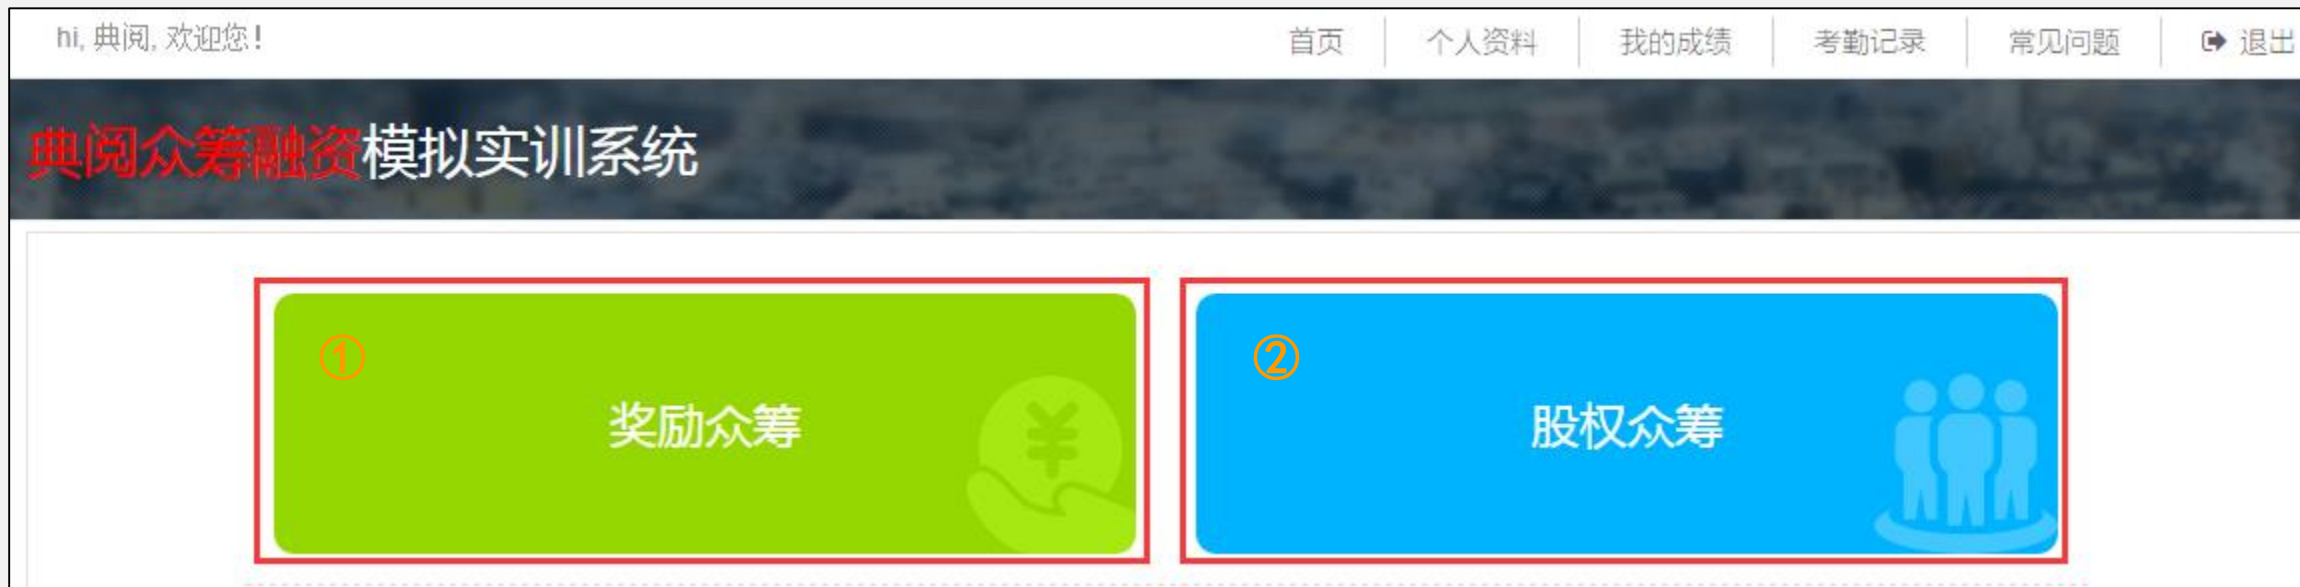 hi, 典阅, 欢迎您!
首页 个人资料 我的成绩 考勤记录 常见问题 退出
典阅众筹融资模拟实训系统
① 奖励众筹 ¥
② 股权众筹